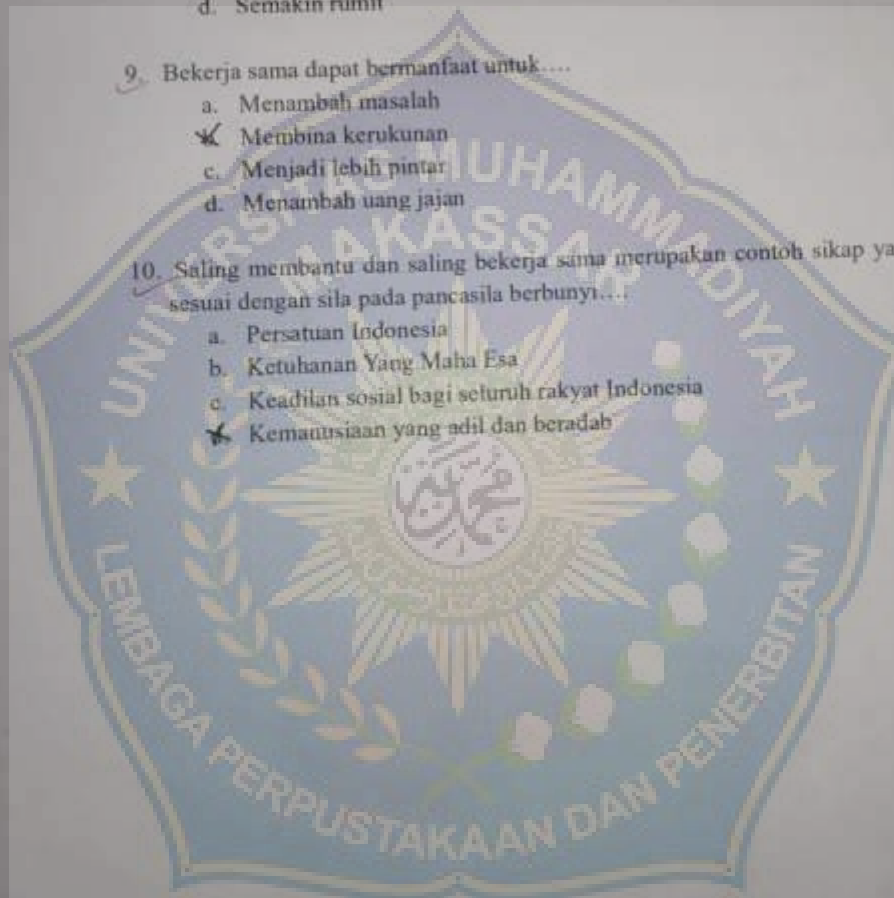 d. Semakin rumit
9. Bekerja sama dapat bermanfaat untuk....
a. Menambah masalah
Membina kerukunan
c. Menjadi lebih pintar
d. Menambah uang jajan
10. Saling membantu dan saling bekerja sama merupakan contoh sikap ya
sesuai dengan sila pada pancasila berbunyi....
a. Persatuan Indonesia
b. Ketuhanan Yang Maha Esa
c. Keadilan sosial bagi seluruh rakyat Indonesia
Kemanusiaan yang adil dan beradab
UNIVERSITAS MUHAMMADIYAH
MAKASSAR
محمد
LEMBAGA PERPUSTAKAAN DAN PENERBITAN